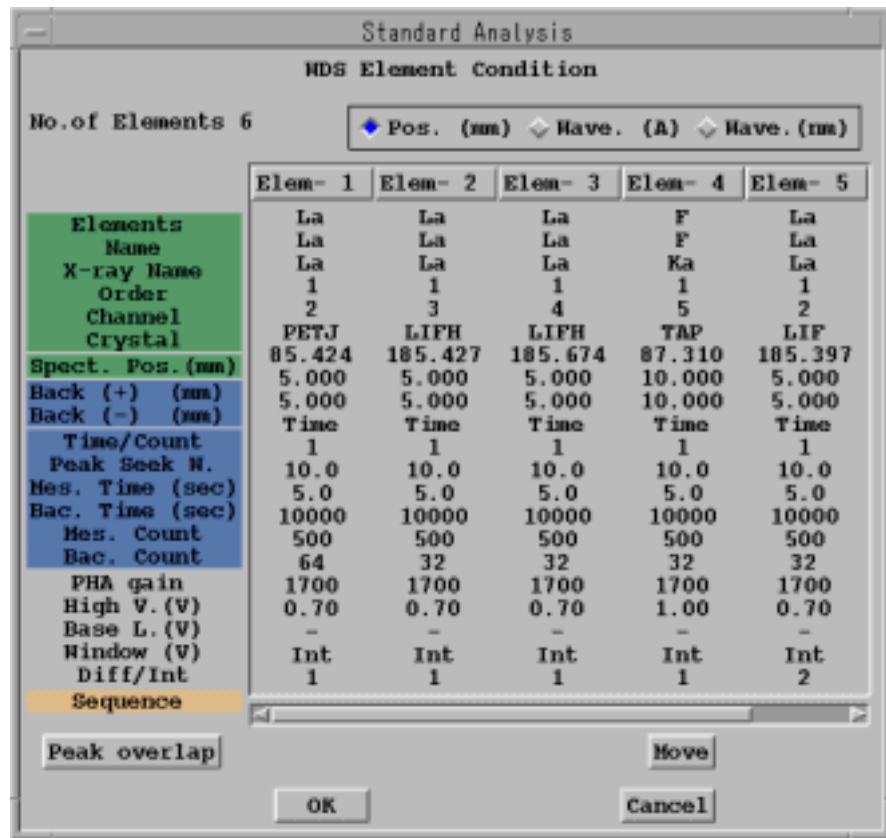 Standard Analysis
WDS Element Condition
No.of Elements 6
Pos. (mm) Wave. (A) Wave.(nm)
Elem- 1 Elem- 2 Elem- 3 Elem- 4 Elem- 5
Elements La La La F La
Name La La La F La
X-ray Name La La La Ka La
Order 1 1 1 1 1
Channel 2 3 4 5 2
Crystal PETJ LIFH LIFH TAP LIF
Spect. Pos.(mm) 85.424 185.427 185.674 87.310 185.397
Back (+) (mm) 5.000 5.000 5.000 10.000 5.000
Back (-) (mm) 5.000 5.000 5.000 10.000 5.000
Time/Count Time Time Time Time Time
Peak Seek N. 1 1 1 1 1
Mes. Time (sec) 10.0 10.0 10.0 10.0 10.0
Bac. Time (sec) 5.0 5.0 5.0 5.0 5.0
Mes. Count 10000 10000 10000 10000 10000
Bac. Count 500 500 500 500 500
PHA gain 64 32 32 32 32
High V.(V) 1700 1700 1700 1700 1700
Base L.(V) 0.70 0.70 0.70 1.00 0.70
Window (V) - - - - -
Diff/Int Int Int Int Int Int
Sequence 1 1 1 1 2
Peak overlap Move
OK Cancel